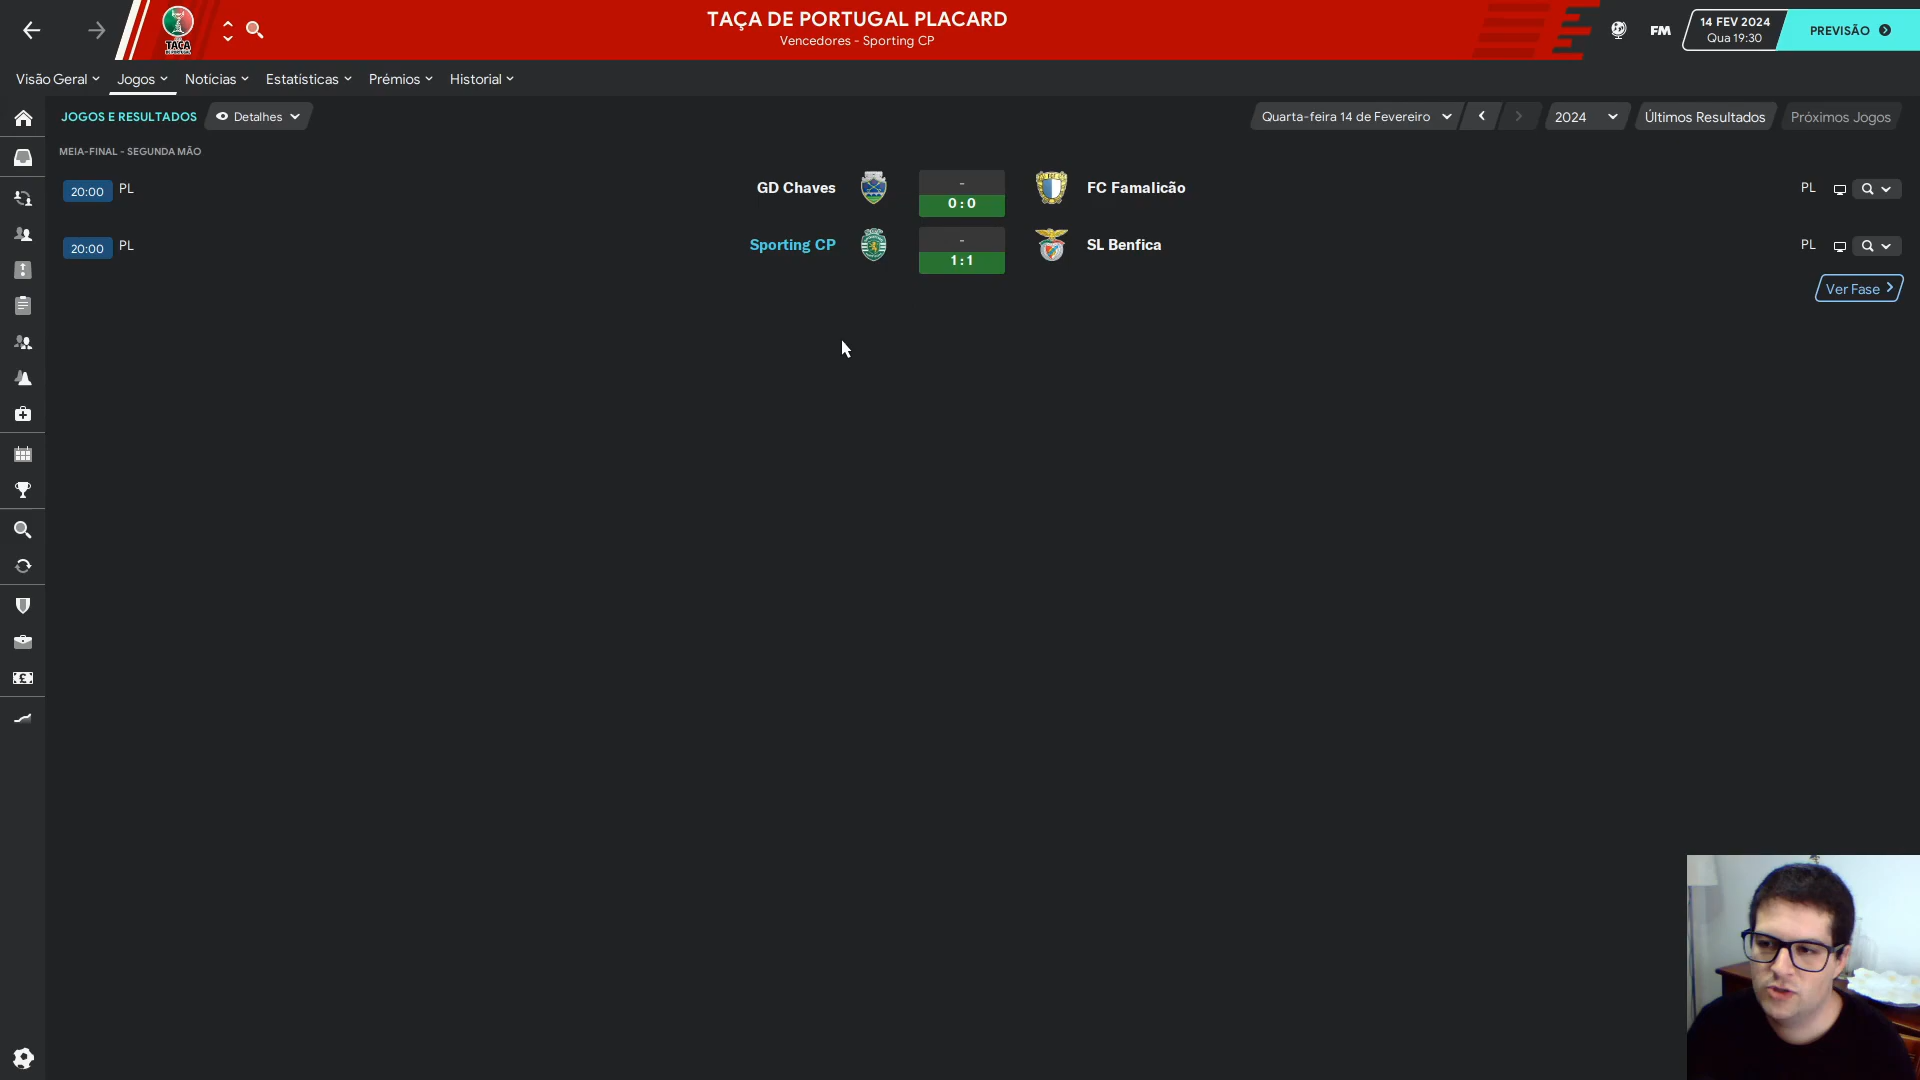 TAÇA DE PORTUGAL PLACARD
Vencedores - Sporting CP
TAÇA
FM
14 FEV 2024
Qua 19:30
PREVISÃO
Visão Geral
Jogos
Notícias
Estatísticas
Prémios
Historial
JOGOS E RESULTADOS
Detalhes
Quarta-feira 14 de Fevereiro
2024
Últimos Resultados
Próximos Jogos
MEIA-FINAL - SEGUNDA MÃO
20:00 PL GD Chaves - FC Famalicão PL
0 : 0
20:00 PL Sporting CP - SL Benfica PL
1 : 1
Ver Fase